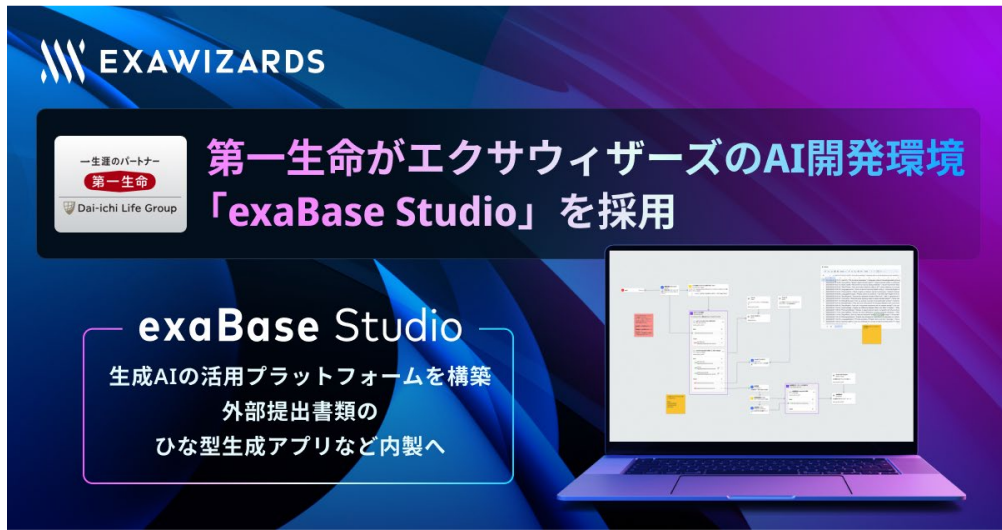 EXAWIZARDS
一生涯のパートナー
第一生命
Dai-ichi Life Group
第一生命がエクサウィザーズのAI開発環境
「exaBase Studio」を採用
exaBase Studio
生成AIの活用プラットフォームを構築
外部提出書類の
ひな型生成アプリなど内製へ